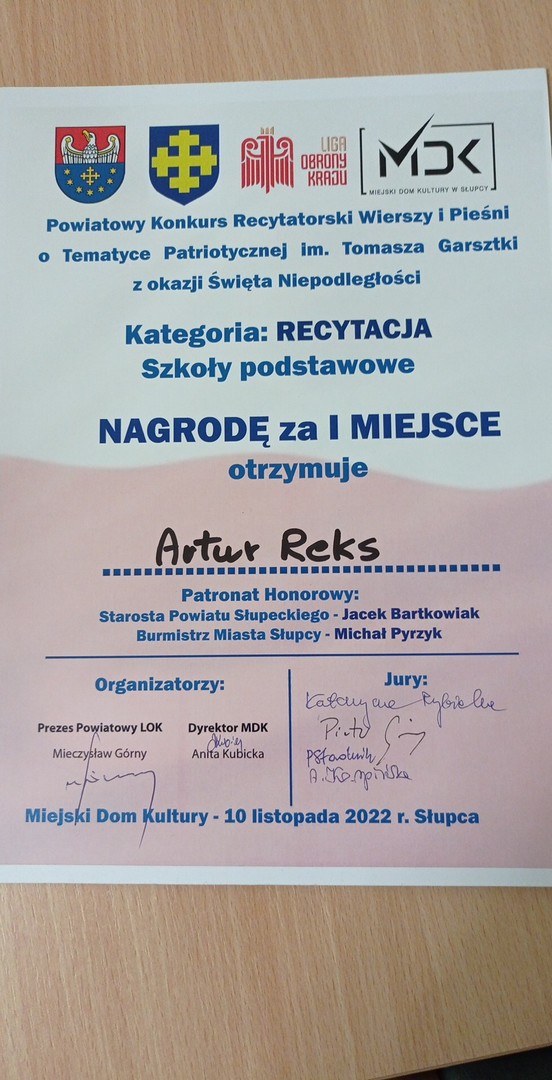 LIGA
OBRONY
KRAJU
MDK
MIEJSKI DOM KULTURY W SŁUPCY
Powiatowy Konkurs Recytatorski Wierszy i Pieśni
o Tematyce Patriotycznej im. Tomasza Garsztki
z okazji Święta Niepodległości
Kategoria: RECYTACJA
Szkoły podstawowe
NAGRODĘ za I MIEJSCE
otrzymuje
Artur Reks
Patronat Honorowy:
Starosta Powiatu Słupeckiego - Jacek Bartkowiak
Burmistrz Miasta Słupcy - Michał Pyrzyk
Organizatorzy:
Prezes Powiatowy LOK Dyrektor MDK
Mieczysław Górny Anita Kubicka
Jury:
Katarzyna Rybicka
Piotr
Miejski Dom Kultury - 10 listopada 2022 r. Słupca